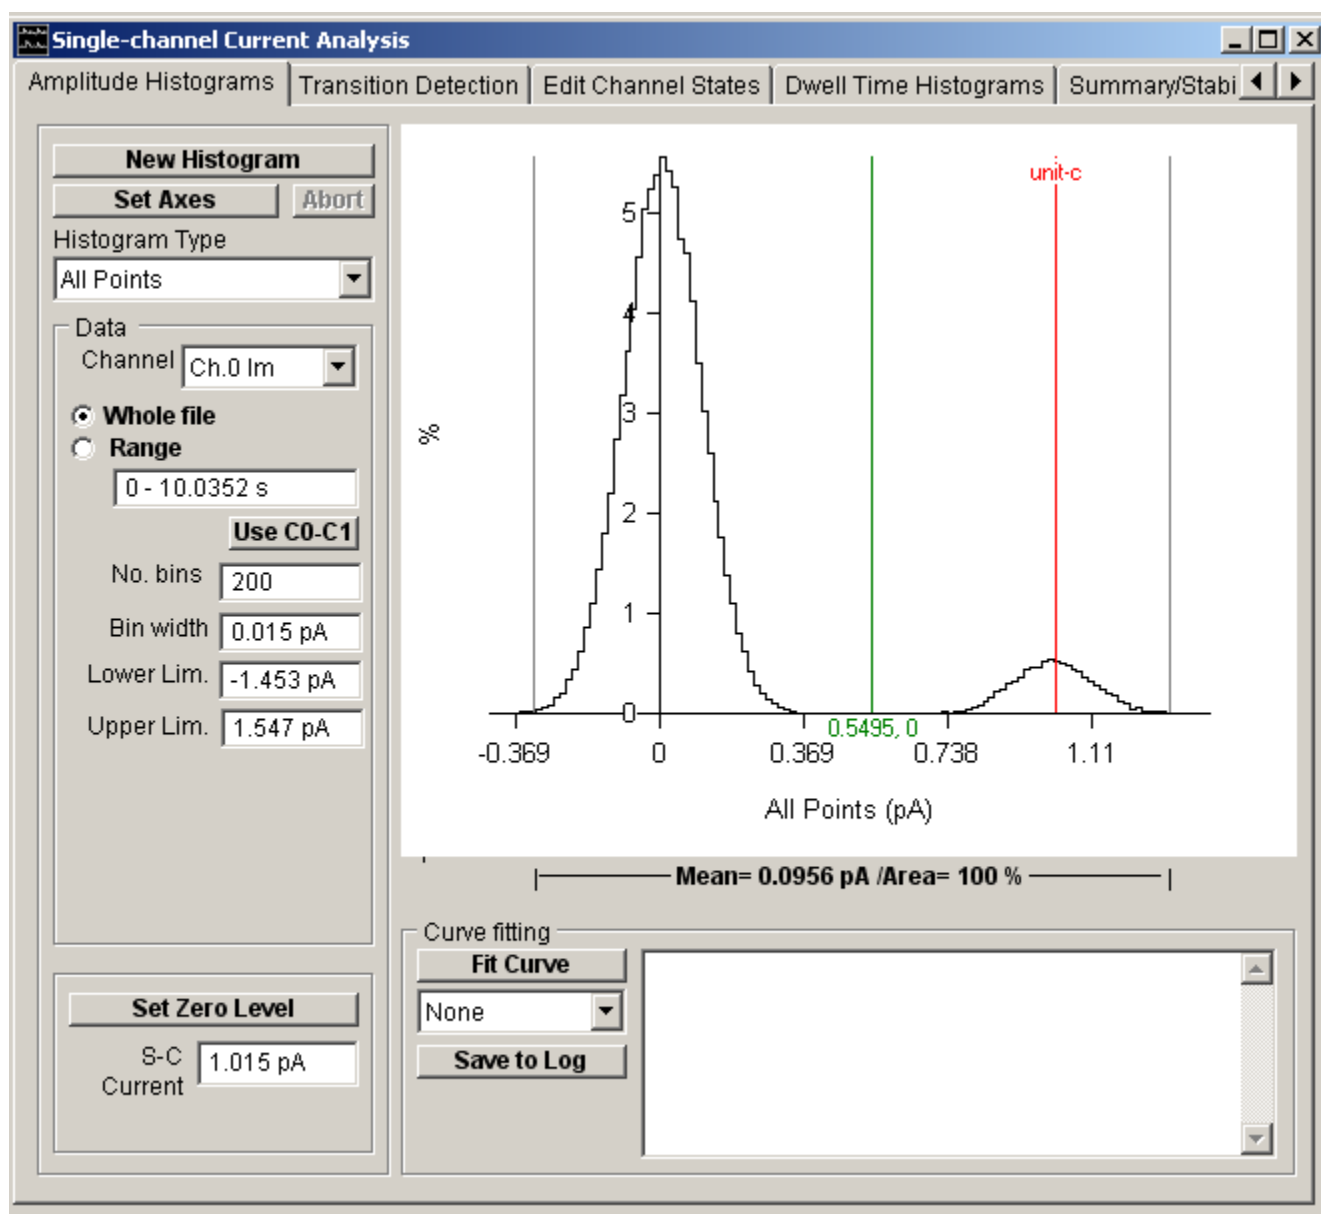 Single-channel Current Analysis
Amplitude Histograms Transition Detection Edit Channel States Dwell Time Histograms Summary/Stabi
New Histogram
Set Axes Abort
Histogram Type
All Points
Data
Channel Ch.0 Im
Whole file
Range
0 - 10.0352 s
Use C0-C1
No. bins 200
Bin width 0.015 pA
Lower Lim. -1.453 pA
Upper Lim. 1.547 pA
Set Zero Level
S-C Current 1.015 pA
unit-c
%
5
4
3
2
1
0
0.5495, 0
-0.369 0 0.369 0.738 1.11
All Points (pA)
Mean= 0.0956 pA /Area= 100 %
Curve fitting
Fit Curve
None
Save to Log